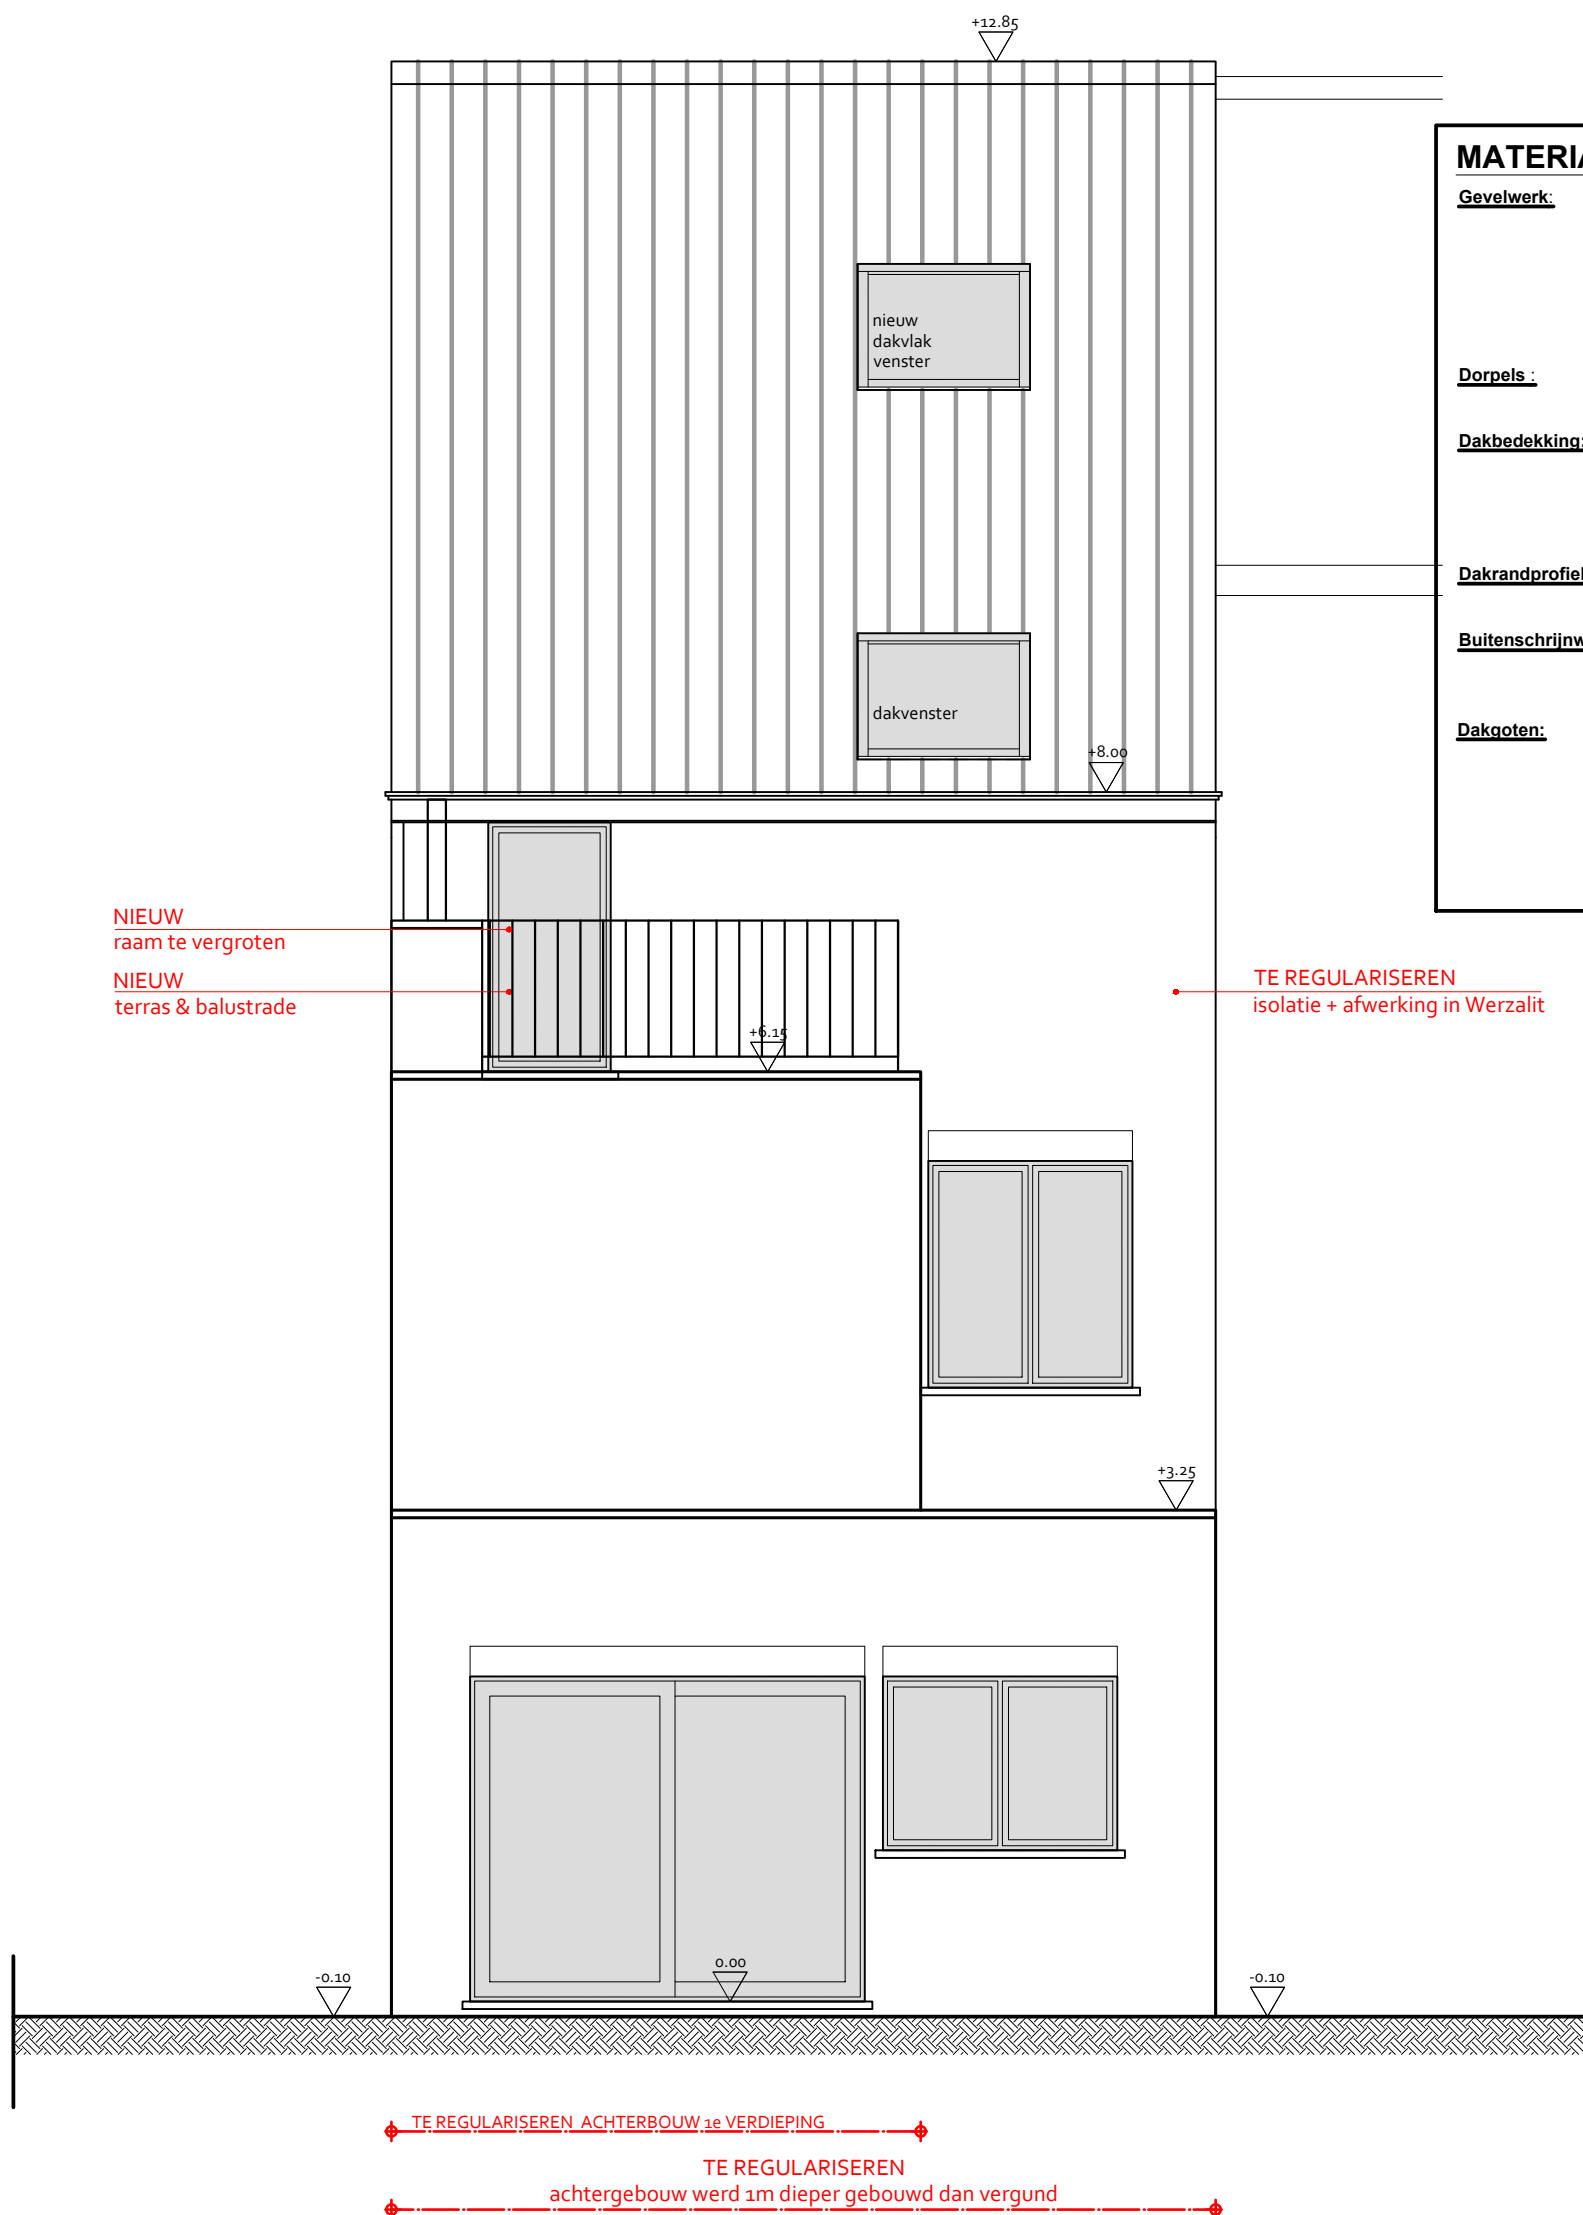 +12.85
MATERIA
Gevelwerk:
nieuw
dakvlak
venster
Dorpels :
Dakbedekking:
Dakrandprofiel
Buitenschrijnw
dakvenster
Dakgoten:
+8.00
NIEUW
raam te vergroten
NIEUW
terras & balustrade
TE REGULARISEREN
isolatie + afwerking in Werzalit
+6.15
+3.25
0.00
-0.10
-0.10
TE REGULARISEREN ACHTERBOUW 1e VERDIEPING
TE REGULARISEREN
achtergebouw werd 1m dieper gebouwd dan vergund